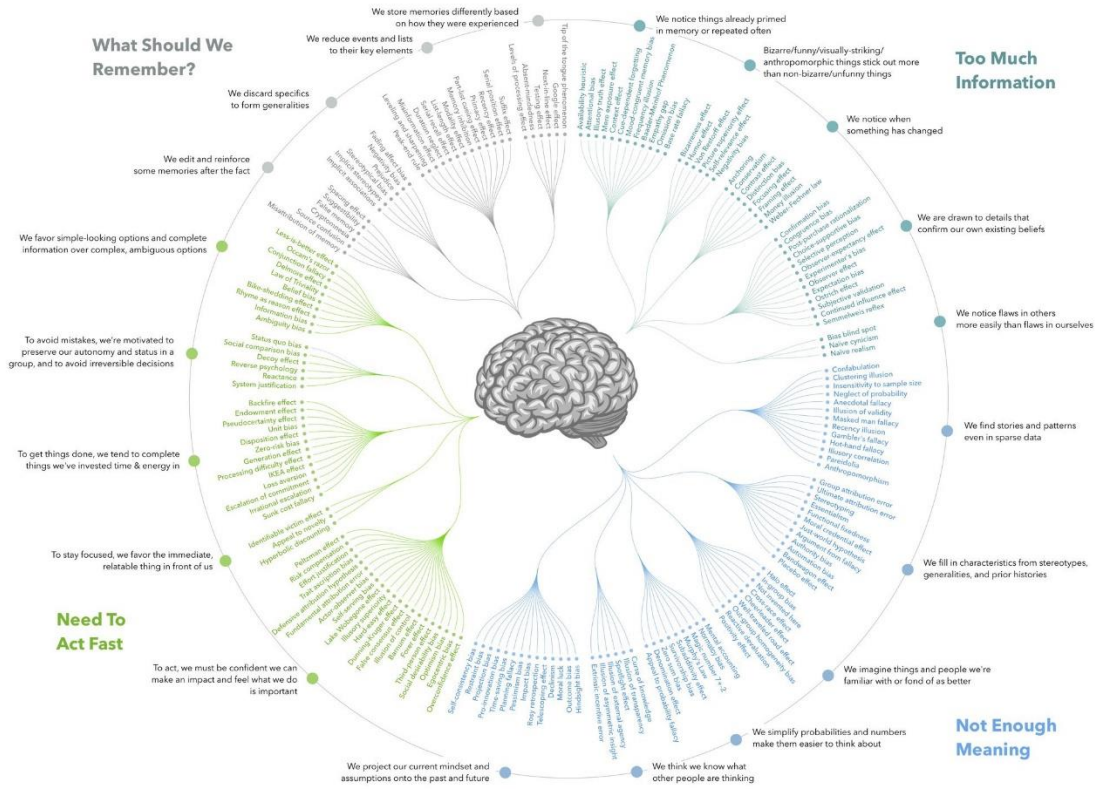 What Should We
Remember?
We store memories differently based
on how they were experienced
We reduce events and lists
to their key elements
We discard specifics
to form generalities
We edit and reinforce
some memories after the fact
Tip of the tongue phenomenon
Google effect
Next-in-line effect
Testing effect
Absent-mindedness
Levels of processing effect
Suffix effect
Serial position effect
Recency effect
Primacy effect
Part-list cueing effect
Memory inhibition
Modality effect
List-length effect
Serial recall effect
Duration neglect
Misinformation effect
Leveling and sharpening
Peak-end rule
Fading affect bias
Negativity bias
Prejudice
Stereotypical bias
Implicit stereotypes
Implicit associations
Spacing effect
Suggestibility
False memory
Cryptomnesia
Source confusion
Misattribution of memory
Too Much
Information
We notice things already primed
in memory or repeated often
Bizarre/funny/visually-striking/
anthropomorphic things stick out more
than non-bizarre/unfunny things
We notice when
something has changed
We are drawn to details that
confirm our own existing beliefs
We notice flaws in others
more easily than flaws in ourselves
Availability heuristic
Attentional bias
Illusory truth effect
Mere exposure effect
Context effect
Cue-dependent forgetting
Mood-congruent memory bias
Frequency illusion
Baader-Meinhof Phenomenon
Empathy gap
Omission bias
Base rate fallacy
Bizarreness effect
Humor effect
Von Restorff effect
Picture superiority effect
Self-relevance effect
Negativity bias
Anchoring
Conservatism
Contrast effect
Distinction bias
Focusing effect
Framing effect
Money illusion
Weber–Fechner law
Confirmation bias
Congruence bias
Post-purchase rationalization
Choice-supportive bias
Selective perception
Observer-expectancy effect
Experimenter's bias
Observer effect
Expectation bias
Ostrich effect
Subjective validation
Continued influence effect
Semmelweis reflex
Bias blind spot
Naïve cynicism
Naïve realism
Not Enough
Meaning
We find stories and patterns
even in sparse data
We fill in characteristics from stereotypes,
generalities, and prior histories
We imagine things and people we're
familiar with or fond of as better
We simplify probabilities and numbers
make them easier to think about
We think we know what
other people are thinking
We project our current mindset and
assumptions onto the past and future
Confabulation
Clustering illusion
Insensitivity to sample size
Neglect of probability
Anecdotal fallacy
Illusion of validity
Masked man fallacy
Recency illusion
Gambler's fallacy
Hot-hand fallacy
Illusory correlation
Pareidolia
Anthropomorphism
Group attribution error
Ultimate attribution error
Stereotyping
Essentialism
Functional fixedness
Moral credential effect
Just-world hypothesis
Argument from fallacy
Authority bias
Automation bias
Bandwagon effect
Placebo effect
Halo effect
In-group bias
Not invented here
Cross-race effect
Cheerleader effect
Well-traveled road effect
Out-group homogeneity bias
Reactive devaluation
Positivity effect
Mental accounting
Normalcy bias
Magic number 7+-2
Murphy's Law
Subadditivity effect
Survivorship bias
Zero sum bias
Denomination effect
Appeal to probability fallacy
Curve of knowledge
Illusion of transparency
Spotlight effect
Illusion of external agency
Illusion of asymmetric insight
Extrinsic incentive error
Hindsight bias
Outcome bias
Moral luck
Declinism
Telescoping effect
Rosy retrospection
Impact bias
Pessimism bias
Planning fallacy
Time-saving bias
Pro-innovation bias
Projection bias
Restraint bias
Self-consistency bias
Need To
Act Fast
We favor simple-looking options and complete
information over complex, ambiguous options
To avoid mistakes, we're motivated to
preserve our autonomy and status in a
group, and to avoid irreversible decisions
To get things done, we tend to complete
things we've invested time & energy in
To stay focused, we favor the immediate,
relatable thing in front of us
To act, we must be confident we can
make an impact and feel what we do
is important
Less-is-better effect
Occam's razor
Conjunction fallacy
Delmore effect
Law of Triviality
Bike-shedding effect
Belief bias
Rhyme as reason effect
Information bias
Ambiguity bias
Status quo bias
Social comparison bias
Decoy effect
Reverse psychology
Reactance
System justification
Backfire effect
Endowment effect
Pseudocertainty effect
Unit bias
Disposition effect
Zero-risk bias
Generation effect
Processing difficulty effect
IKEA effect
Loss aversion
Escalation of commitment
Irrational escalation
Sunk cost fallacy
Identifiable victim effect
Appeal to novelty
Hyperbolic discounting
Peltzman effect
Risk compensation
Effort justification
Trait ascription bias
Defensive attribution hypothesis
Fundamental attribution error
Actor-observer bias
Self-serving bias
Lake Wobegone effect
Illusory superiority
Hard-easy effect
Dunning-Kruger effect
False consensus effect
Illusion of control
Barnum effect
Forer effect
Third-person effect
Social desirability bias
Optimism bias
Egocentric bias
Overconfidence effect